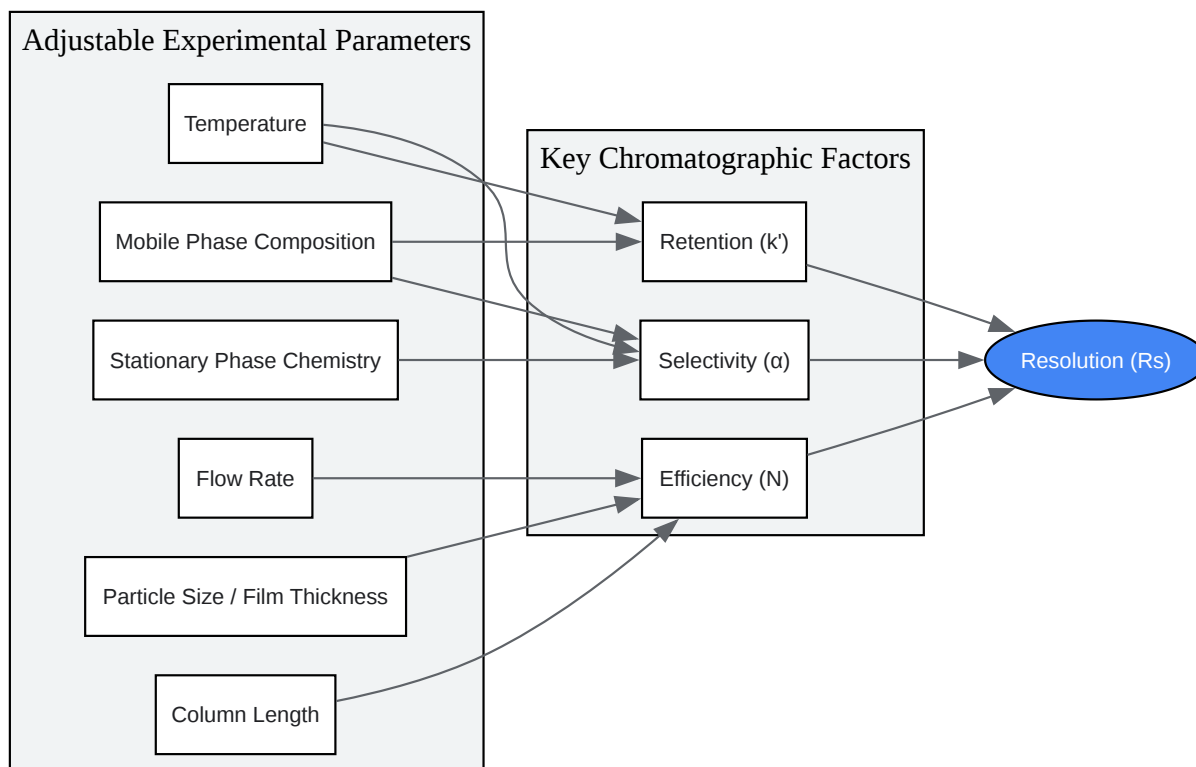 Adjustable Experimental Parameters
Temperature
Mobile Phase Composition
Stationary Phase Chemistry
Flow Rate
Particle Size / Film Thickness
Column Length
Key Chromatographic Factors
Retention (k')
Selectivity (α)
Efficiency (N)
Resolution (Rs)